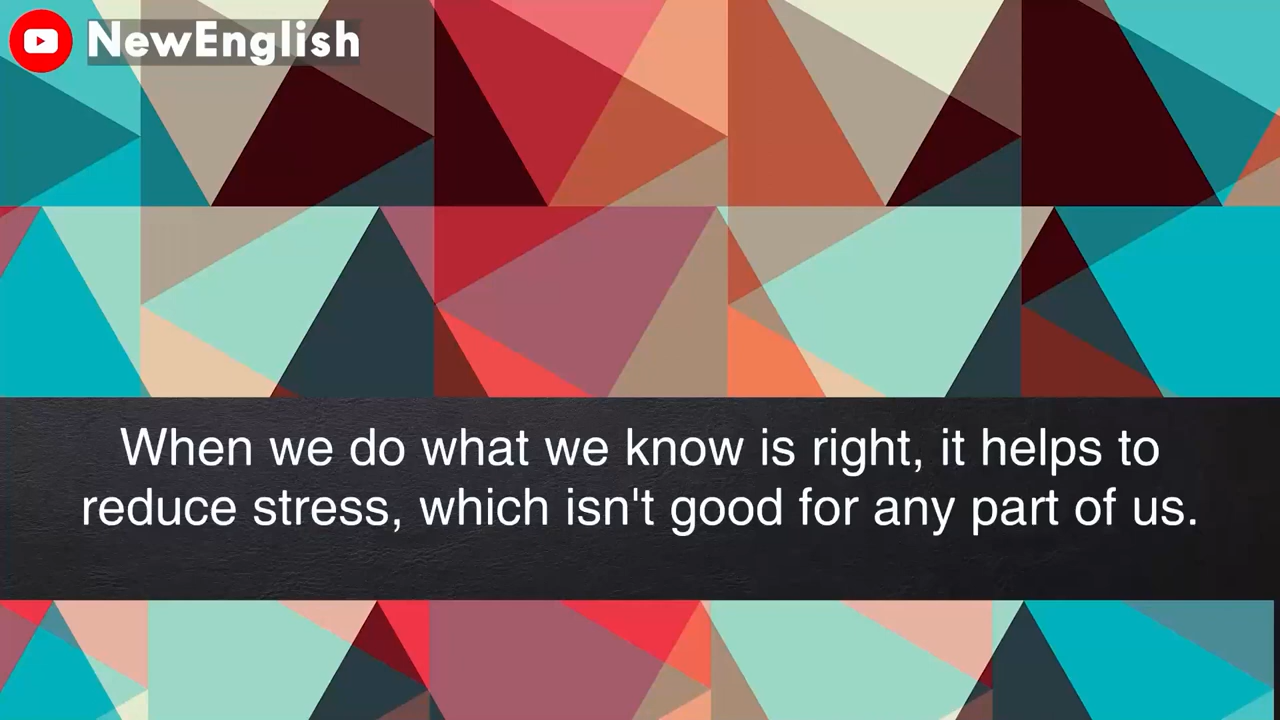 NewEnglish
When we do what we know is right, it helps to
reduce stress, which isn't good for any part of us.